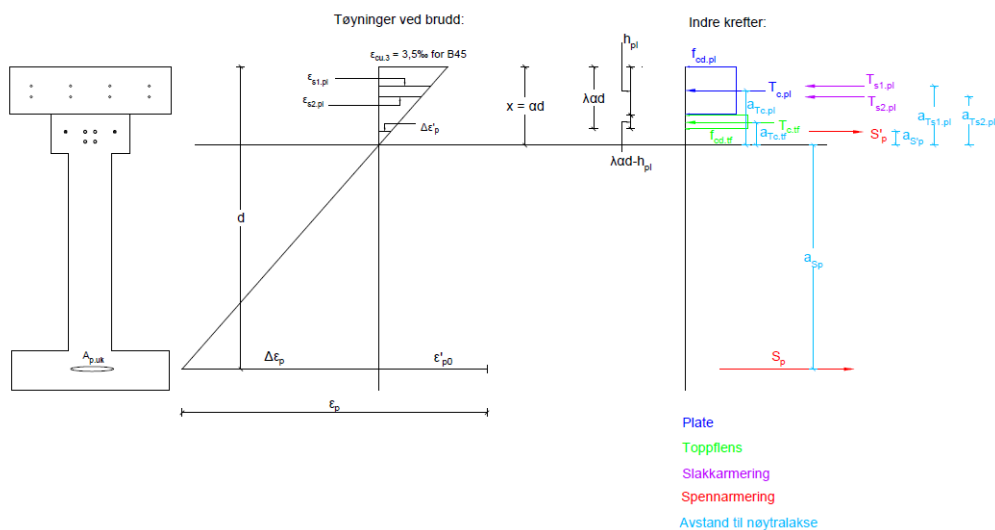 Tøyninger ved brudd:
Indre krefter:
ε_cu.3 = 3,5‰ for B45
ε_s1.pl
ε_s2.pl
Δε'_p
x = αd
λαd
h_pl
λαd-h_pl
f_cd.pl
T_c.pl
a_Tc.pl
T_c.tf
f_cd.tf
a_Tc.tf
T_s1.pl
T_s2.pl
a_Ts1.pl
a_Ts2.pl
S'_p
a_S'p
d
a_Sp
A_p.uk
Δε_p
ε'_p0
S_p
ε_p
Plate
Toppflens
Slakkarmering
Spennarmering
Avstand til nøytralakse